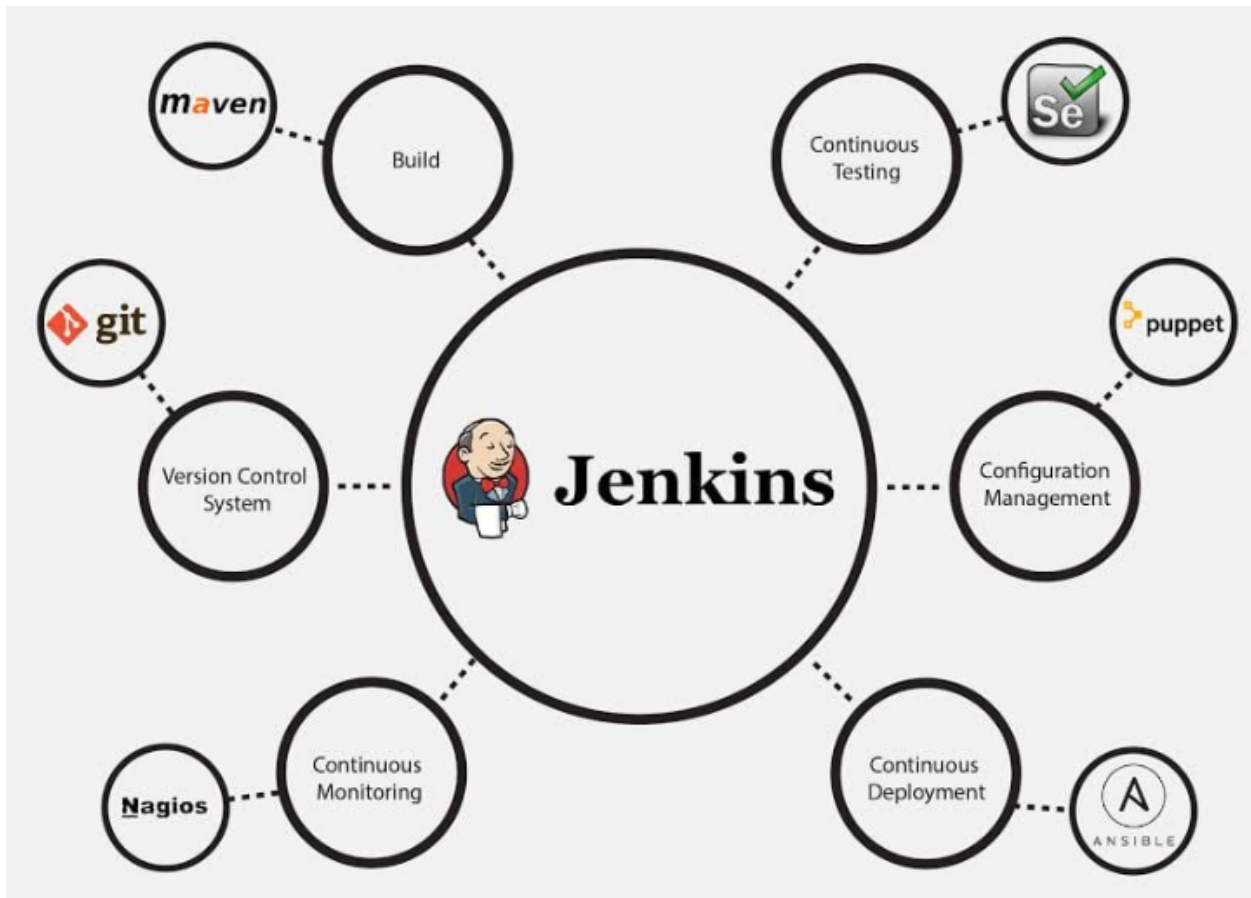 maven
Build
Continuous
Testing
Se
git
puppet
Version Control
System
Jenkins
Configuration
Management
Continuous
Monitoring
Nagios
Continuous
Deployment
ANSIBLE